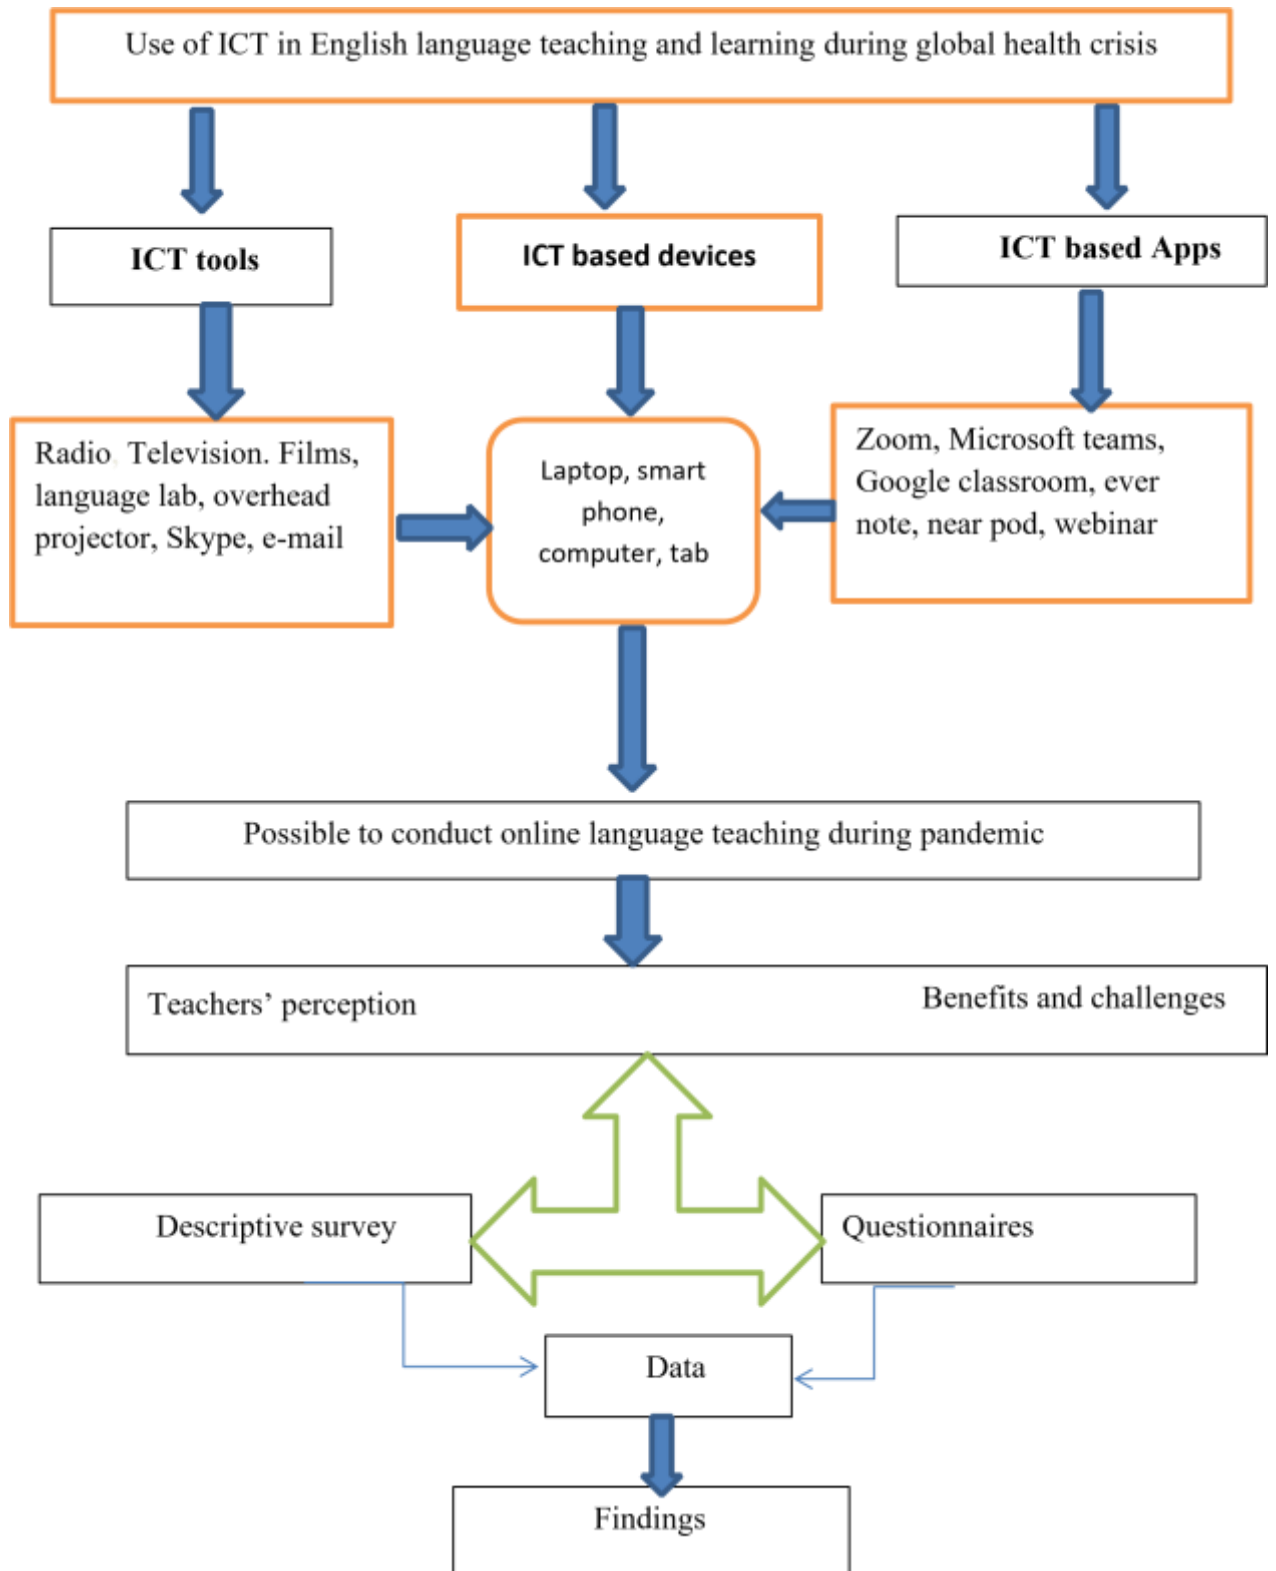 Use of ICT in English language teaching and learning during global health crisis
ICT tools
ICT based devices
ICT based Apps
Radio, Television. Films,
language lab, overhead
projector, Skype, e-mail
Laptop, smart
phone,
computer, tab
Zoom, Microsoft teams,
Google classroom, ever
note, near pod, webinar
Possible to conduct online language teaching during pandemic
Teachers’ perception
Benefits and challenges
Descriptive survey
Questionnaires
Data
Findings